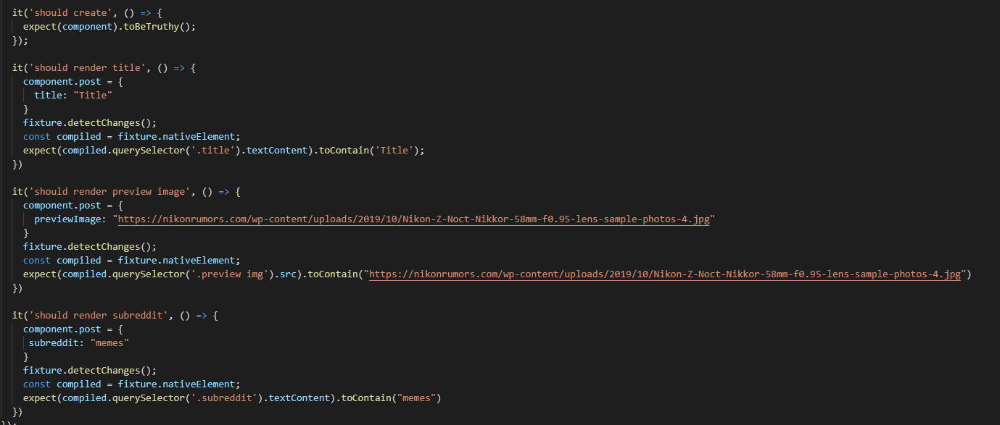 it('should create', () => {
  expect(component).toBeTruthy();
});

it('should render title', () => {
  component.post = {
    title: "Title"
  }
  fixture.detectChanges();
  const compiled = fixture.nativeElement;
  expect(compiled.querySelector('.title').textContent).toContain('Title');
})

it('should render preview image', () => {
  component.post = {
    previewImage: "https://nikonrumors.com/wp-content/uploads/2019/10/Nikon-Z-Noct-Nikkor-58mm-f0.95-lens-sample-photos-4.jpg"
  }
  fixture.detectChanges();
  const compiled = fixture.nativeElement;
  expect(compiled.querySelector('.preview img').src).toContain("https://nikonrumors.com/wp-content/uploads/2019/10/Nikon-Z-Noct-Nikkor-58mm-f0.95-lens-sample-photos-4.jpg")
})

it('should render subreddit', () => {
  component.post = {
   subreddit: "memes"
  }
  fixture.detectChanges();
  const compiled = fixture.nativeElement;
  expect(compiled.querySelector('.subreddit').textContent).toContain("memes")
})
});